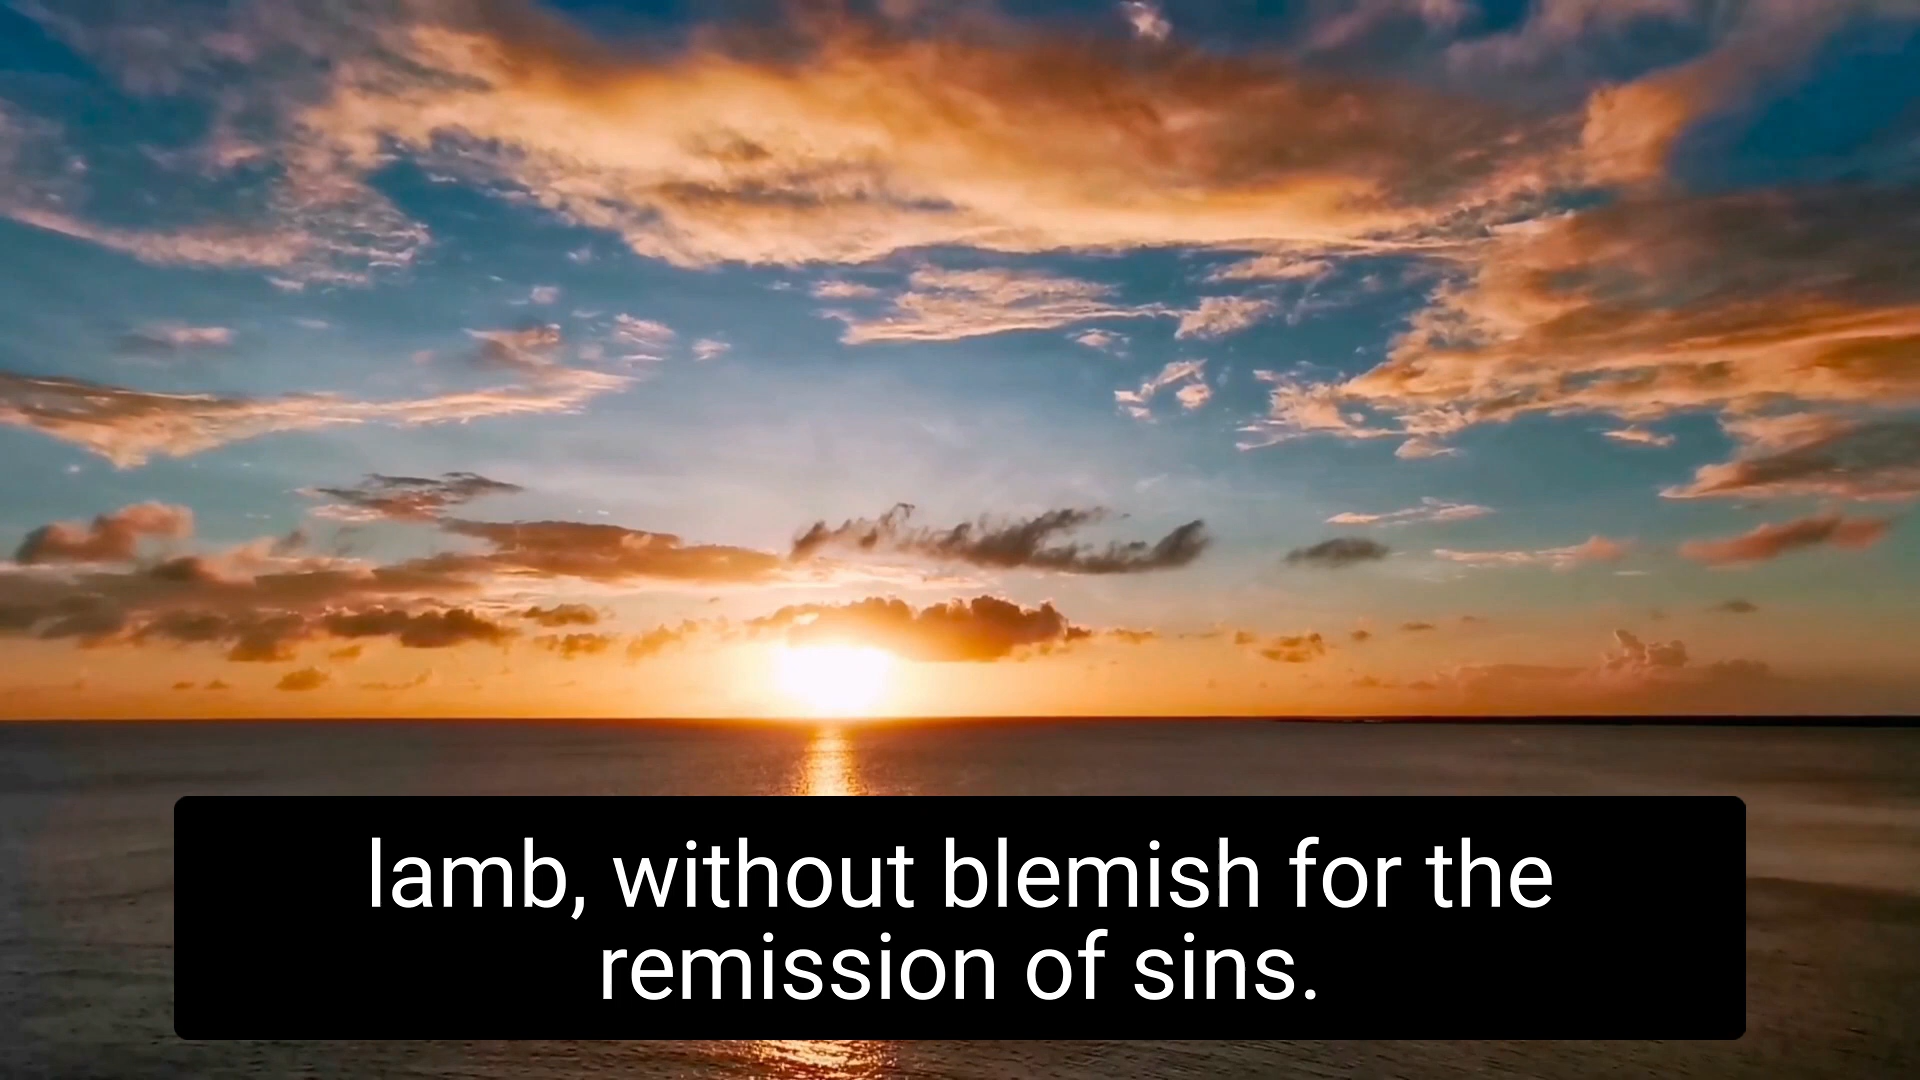 lamb, without blemish for the
remission of sins.